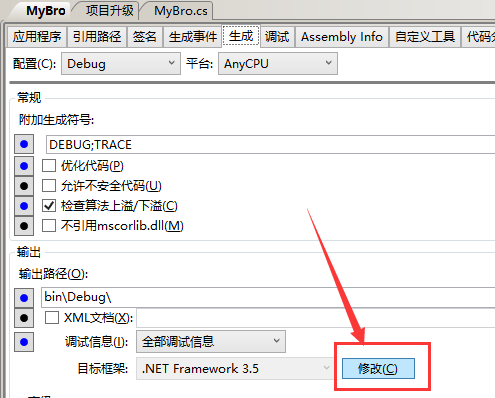 MyBro 项目升级 MyBro.cs
应用程序 引用路径 签名 生成事件 生成 调试 Assembly Info 自定义工具 代码
配置(C): Debug 平台: AnyCPU
常规
附加生成符号:
DEBUG;TRACE
优化代码(P)
允许不安全代码(U)
检查算法上溢/下溢(C)
不引用mscorlib.dll(M)
输出
输出路径(O):
bin\Debug\
XML文档(X):
调试信息(I): 全部调试信息
目标框架: .NET Framework 3.5 修改(C)